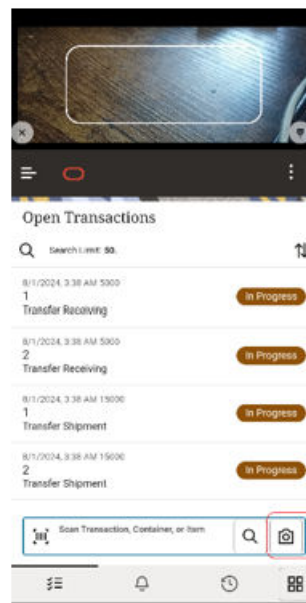 Open Transactions
Search Limit: 50.
8/1/2024, 3:38 AM 5000
1
Transfer Receiving
In Progress
8/1/2024, 3:38 AM 5000
2
Transfer Receiving
In Progress
8/1/2024, 3:38 AM 15000
1
Transfer Shipment
In Progress
8/1/2024, 3:38 AM 15000
2
Transfer Shipment
In Progress
Scan Transaction, Container, or Item